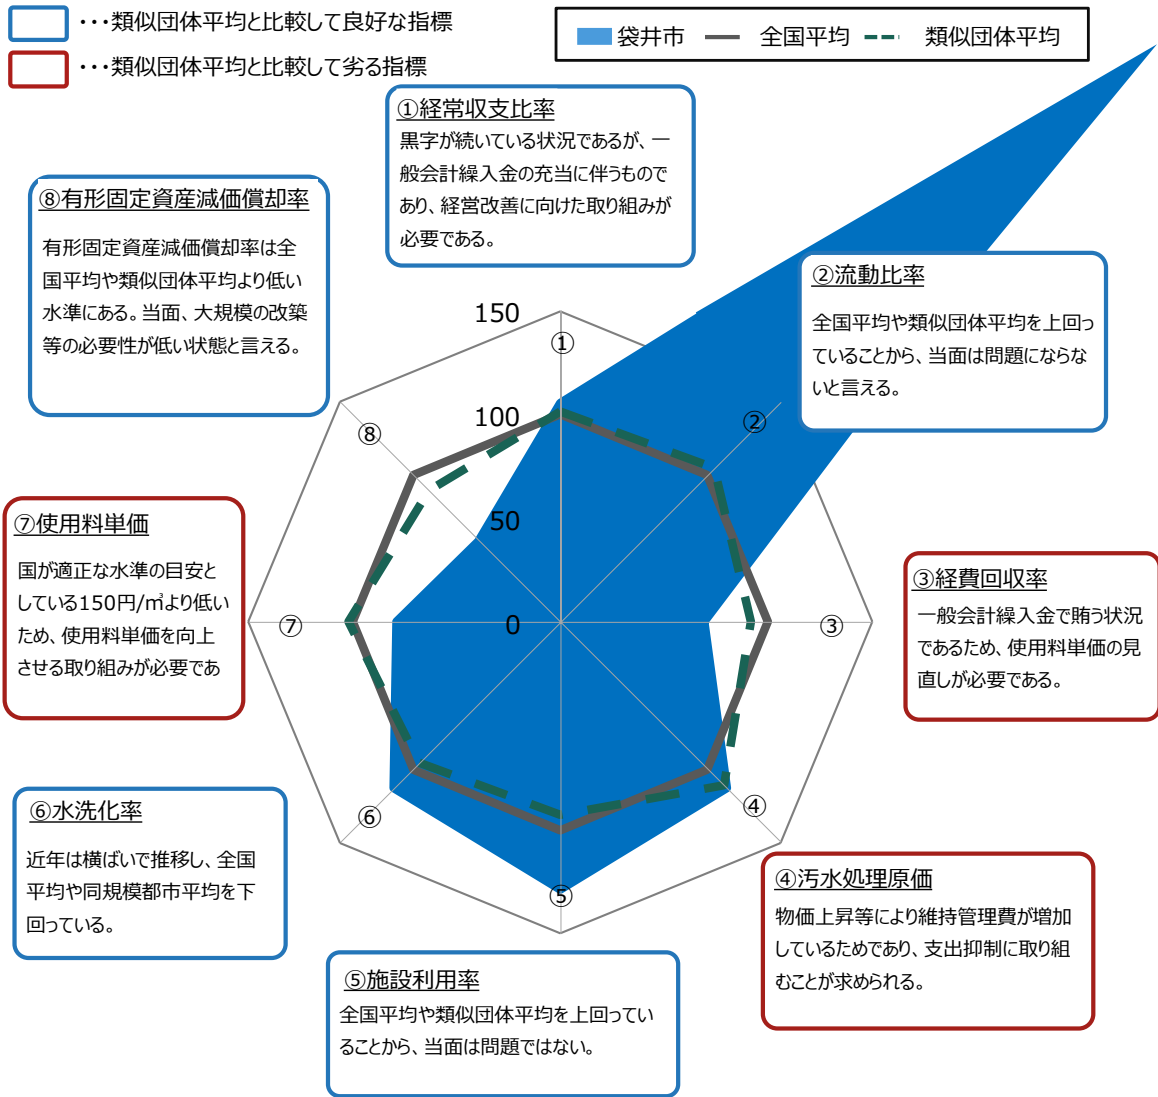 ・・・類似団体平均と比較して良好な指標
・・・類似団体平均と比較して劣る指標
袋井市 全国平均 類似団体平均
①経常収支比率
黒字が続いている状況であるが、一
般会計繰入金の充当に伴うもので
あり、経営改善に向けた取り組みが
必要である。
⑧有形固定資産減価償却率
有形固定資産減価償却率は全
国平均や類似団体平均より低い
水準にある。当面、大規模の改築
等の必要性が低い状態と言える。
②流動比率
全国平均や類似団体平均を上回っ
ていることから、当面は問題にならな
いと言える。
150
100
50
0
①
②
③
④
⑤
⑥
⑦
⑧
⑦使用料単価
国が適正な水準の目安と
している150円/㎥より低い
ため、使用料単価を向上
させる取り組みが必要であ
③経費回収率
一般会計繰入金で賄う状況
であるため、使用料単価の見
直しが必要である。
⑥水洗化率
近年は横ばいで推移し、全国
平均や同規模都市平均を下
回っている。
④汚水処理原価
物価上昇等により維持管理費が増加
しているためであり、支出抑制に取り組
むことが求められる。
⑤施設利用率
全国平均や類似団体平均を上回ってい
ることから、当面は問題ではない。